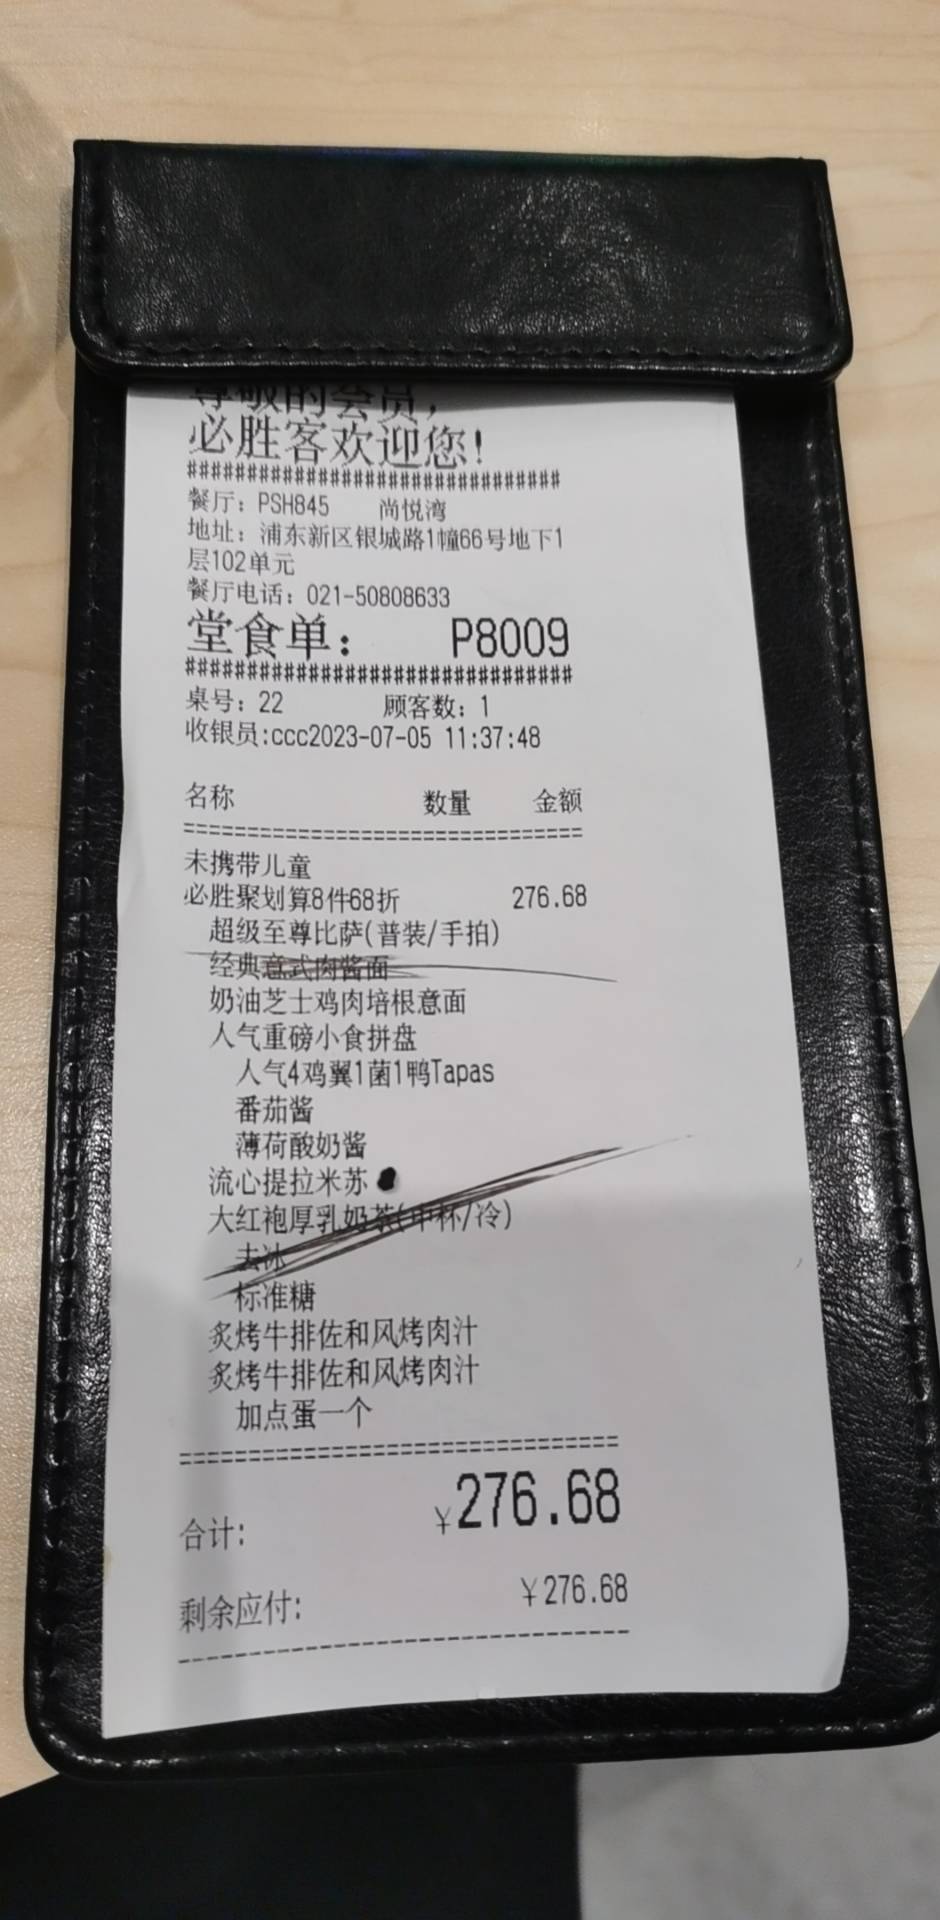 尊敬的会员，
必胜客欢迎您！
################################
餐厅：PSH845 尚悦湾
地址：浦东新区银城路1幢66号地下1
层102单元
餐厅电话：021-50808633
堂食单： P8009
################################
桌号：22 顾客数：1
收银员:ccc2023-07-05 11:37:48
名称 数量 金额
================================
未携带儿童
必胜聚划算8件68折 276.68
超级至尊比萨(普装/手拍)
经典意式肉酱面
奶油芝士鸡肉培根意面
人气重磅小食拼盘
人气4鸡翼1菌1鸭Tapas
番茄酱
薄荷酸奶酱
流心提拉米苏
大红袍厚乳奶茶(中杯/冷)
去冰
标准糖
炙烤牛排佐和风烤肉汁
炙烤牛排佐和风烤肉汁
加点蛋一个
================================
合计: ¥276.68
剩余应付: ¥276.68
--------------------------------